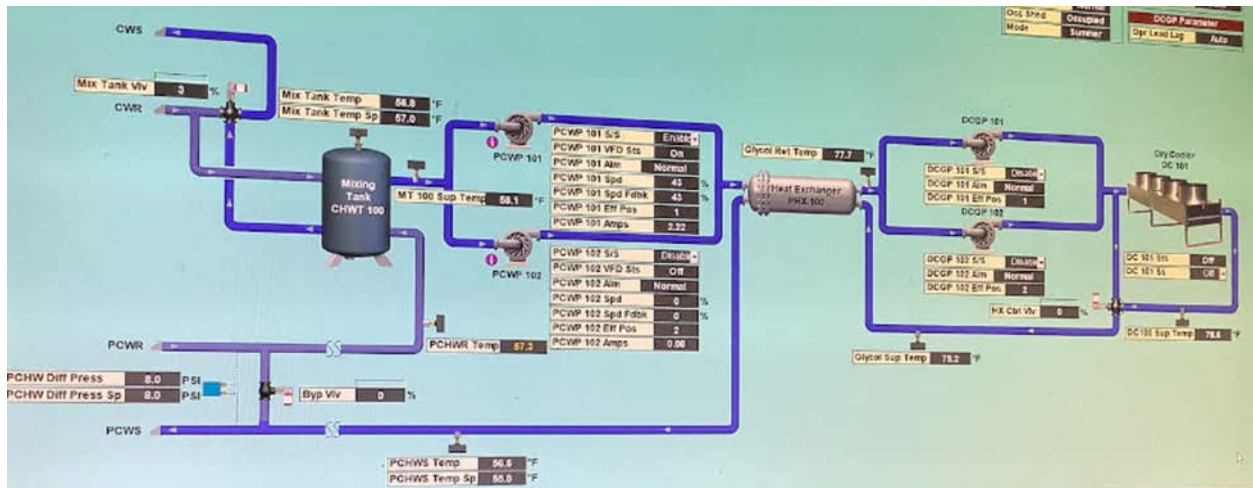 Normal
Occ Shed Occupied
Mode Summer
DCGP Parameter
Opr Lead Lag Auto
CWS
Mix Tank Vlv 3 %
CWR
Mix Tank Temp 56.8 °F
Mix Tank Temp Sp 57.0 °F
Mixing
Tank
CHWT 100
MT 100 Sup Temp 58.1 °F
PCWP 101
PCWP 101 S/S Enable
PCWP 101 VFD Sts On
PCWP 101 Alm Normal
PCWP 101 Spd 43 %
PCWP 101 Spd Fdbk 43 %
PCWP 101 Eff Pos 1
PCWP 101 Amps 2.22
PCWP 102
PCWP 102 S/S Disable
PCWP 102 VFD Sts Off
PCWP 102 Alm Normal
PCWP 102 Spd 0 %
PCWP 102 Spd Fdbk 0 %
PCWP 102 Eff Pos 2
PCWP 102 Amps 0.00
Glycol Ret Temp 77.7 °F
Heat Exchanger
PHX 100
DCGP 101
DCGP 101 S/S Disable
DCGP 101 Alm Normal
DCGP 101 Eff Pos 1
DCGP 102
DCGP 102 S/S Disable
DCGP 102 Alm Normal
DCGP 102 Eff Pos 2
Dry Cooler
DC 101
DC 101 Sts Off
DC 101 Ss Off
HX Ctrl Vlv 0 %
DC100 Sup Temp °F
Glycol Sup Temp 75.2 °F
PCWR
PCHWR Temp 57.3
PCHW Diff Press 8.0 PSI
PCHW Diff Press Sp 8.0 PSI
Byp Vlv 0 %
PCWS
PCHWS Temp 56.6 °F
PCHWS Temp Sp 55.0 °F